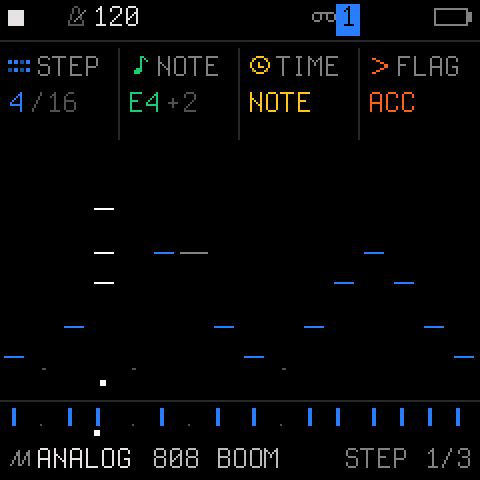 120 1
STEP NOTE TIME FLAG
4/16 E4+2 NOTE ACC
ANALOG 808 BOOM STEP 1/3